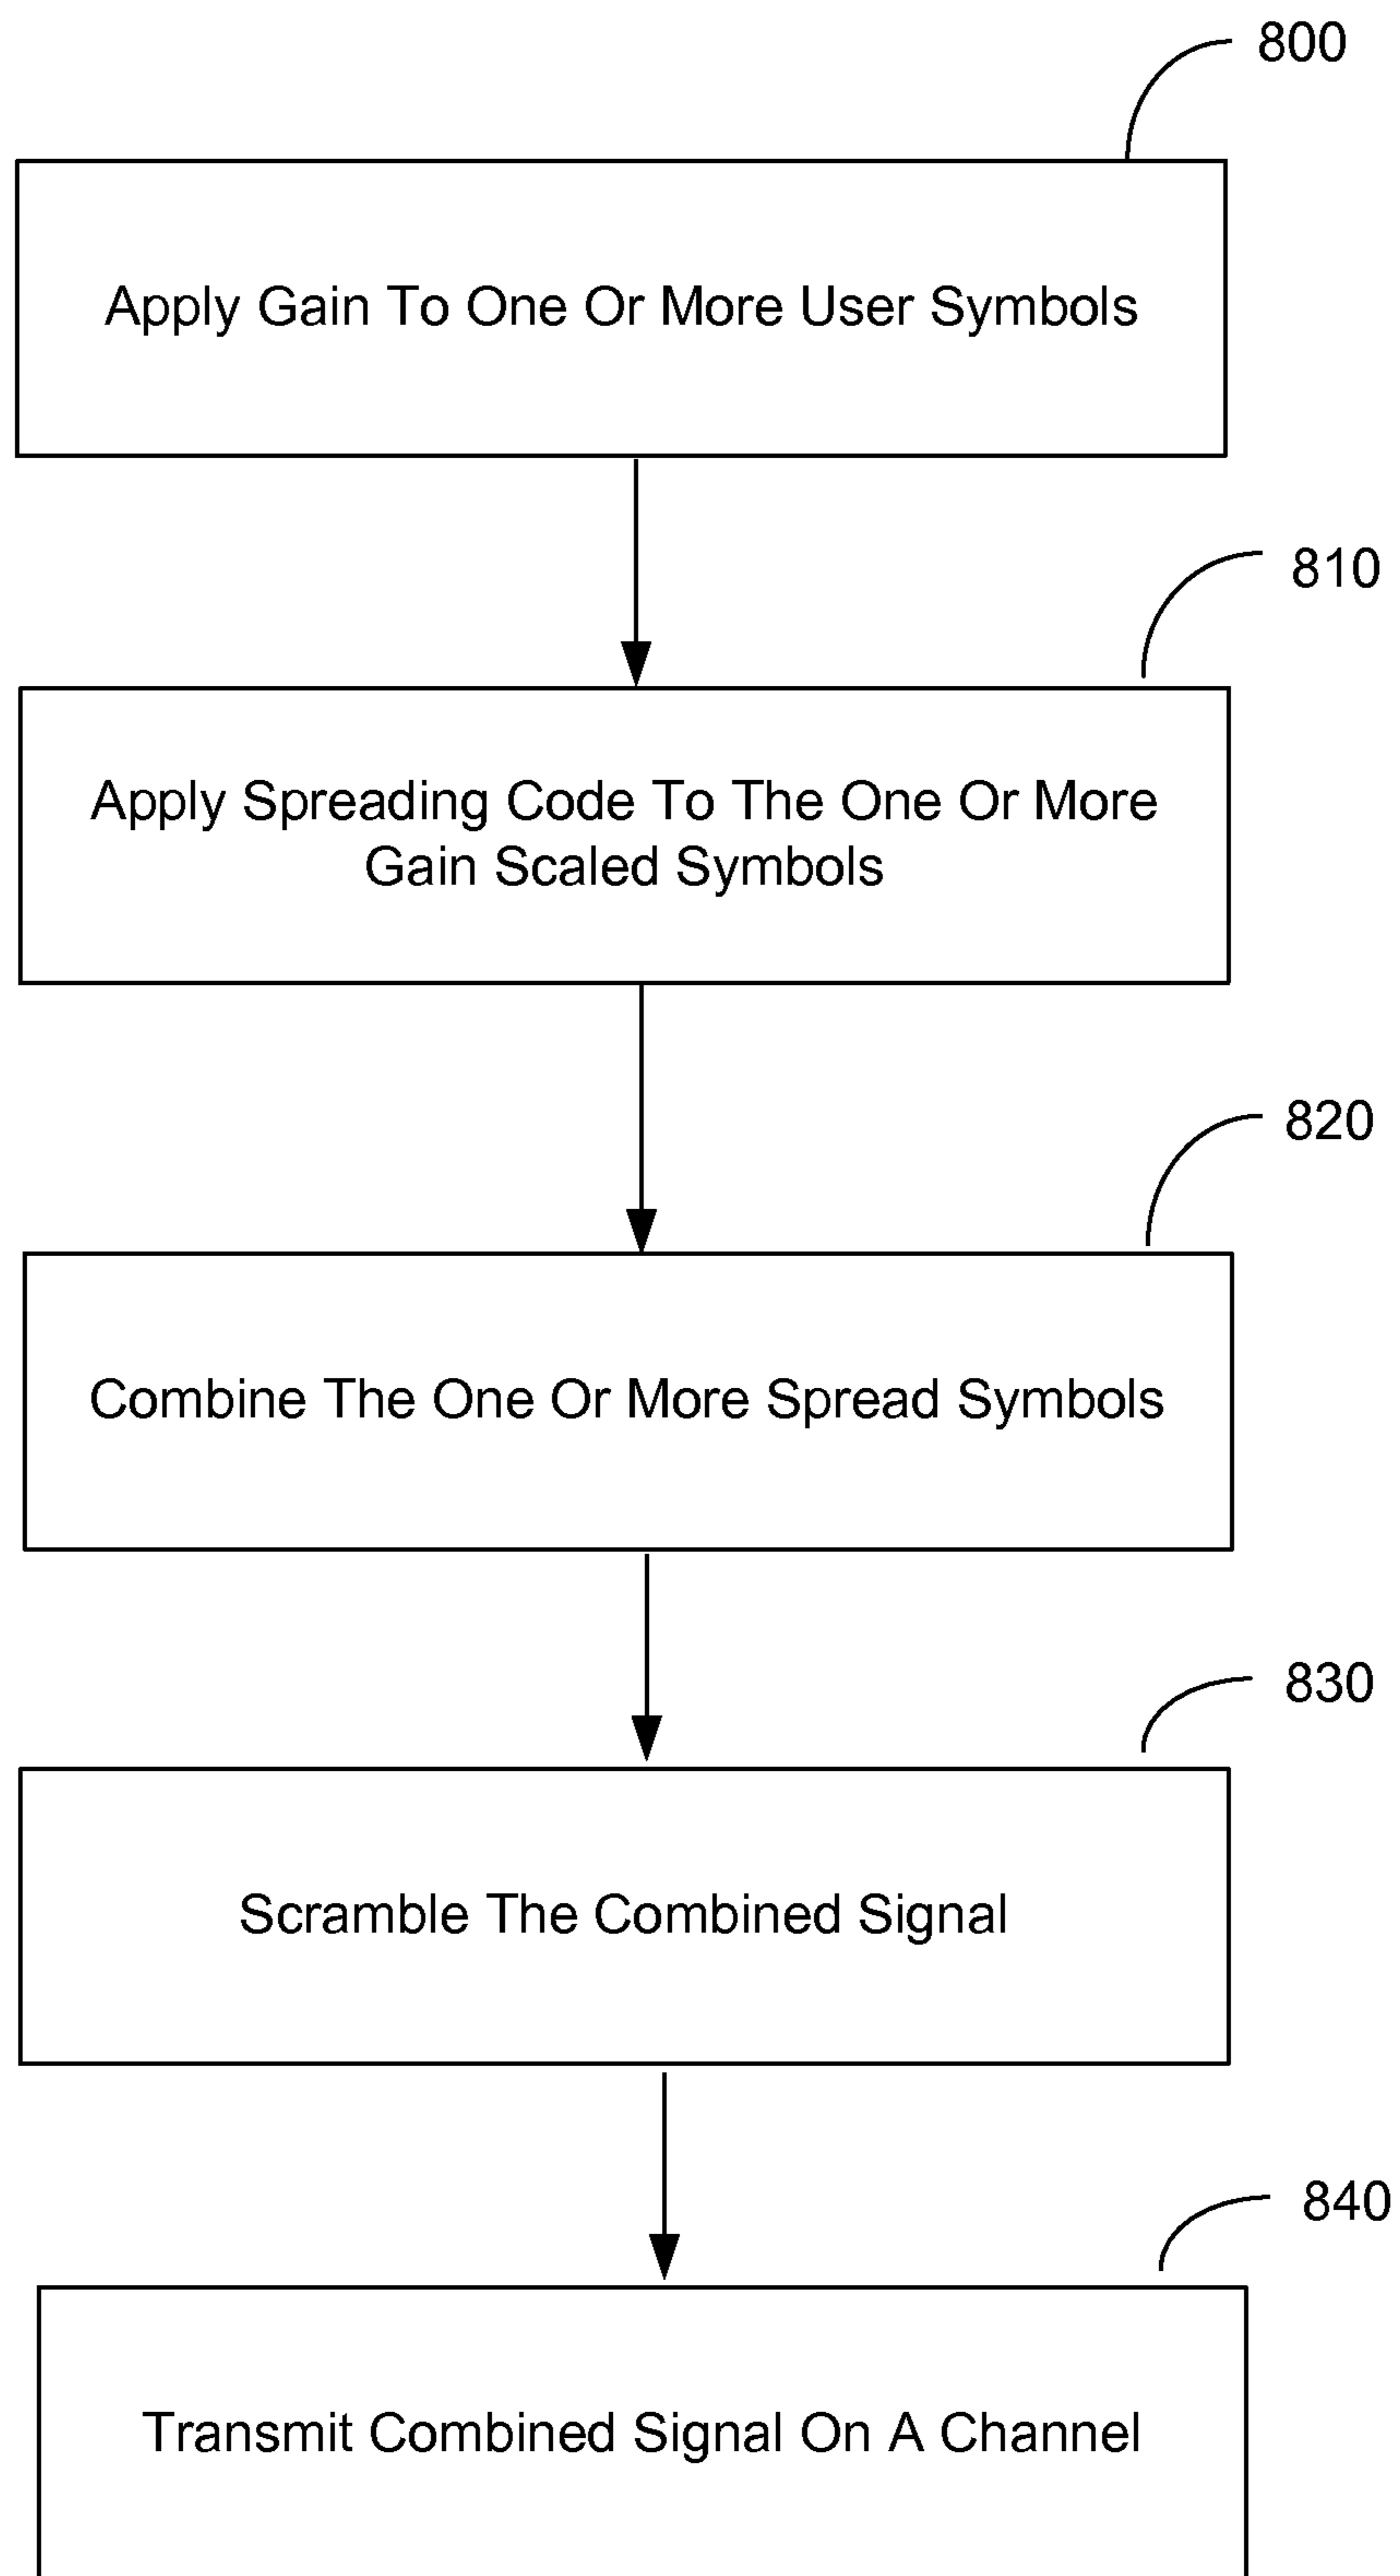 800
Apply Gain To One Or More User Symbols
810
Apply Spreading Code To The One Or More
Gain Scaled Symbols
820
Combine The One Or More Spread Symbols
830
Scramble The Combined Signal
840
Transmit Combined Signal On A Channel